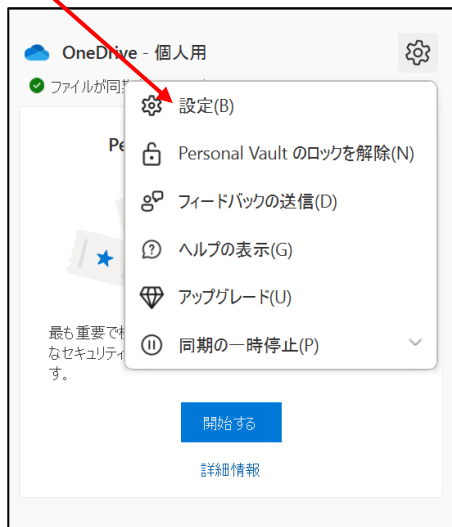 OneDrive - 個人用
ファイルが同
設定(B)
Personal Vault のロックを解除(N)
フィードバックの送信(D)
ヘルプの表示(G)
アップグレード(U)
同期の一時停止(P)
最も重要で
なセキュリティ
す。
開始する
詳細情報